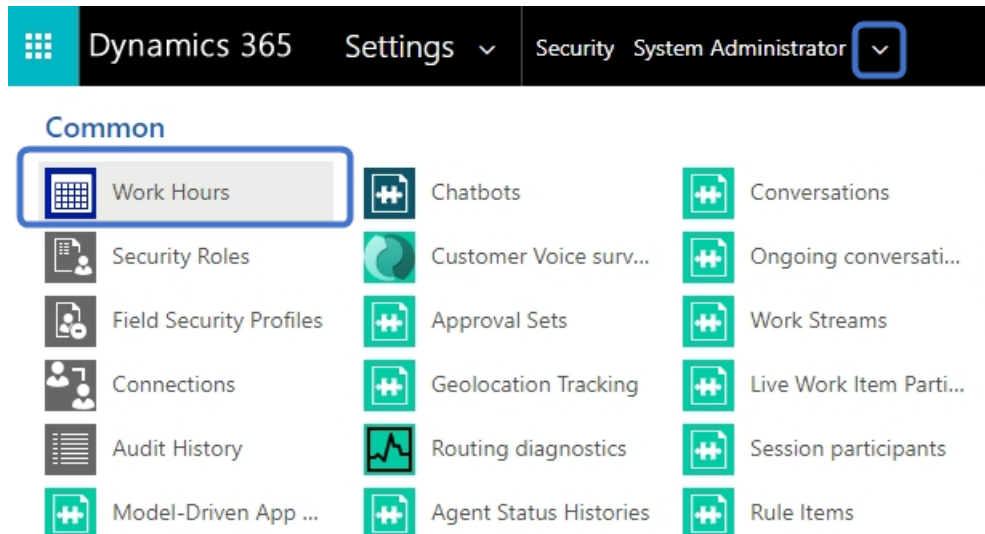 Dynamics 365 Settings Security System Administrator
Common
Work Hours Chatbots Conversations
Security Roles Customer Voice surv... Ongoing conversati...
Field Security Profiles Approval Sets Work Streams
Connections Geolocation Tracking Live Work Item Parti...
Audit History Routing diagnostics Session participants
Model-Driven App ... Agent Status Histories Rule Items